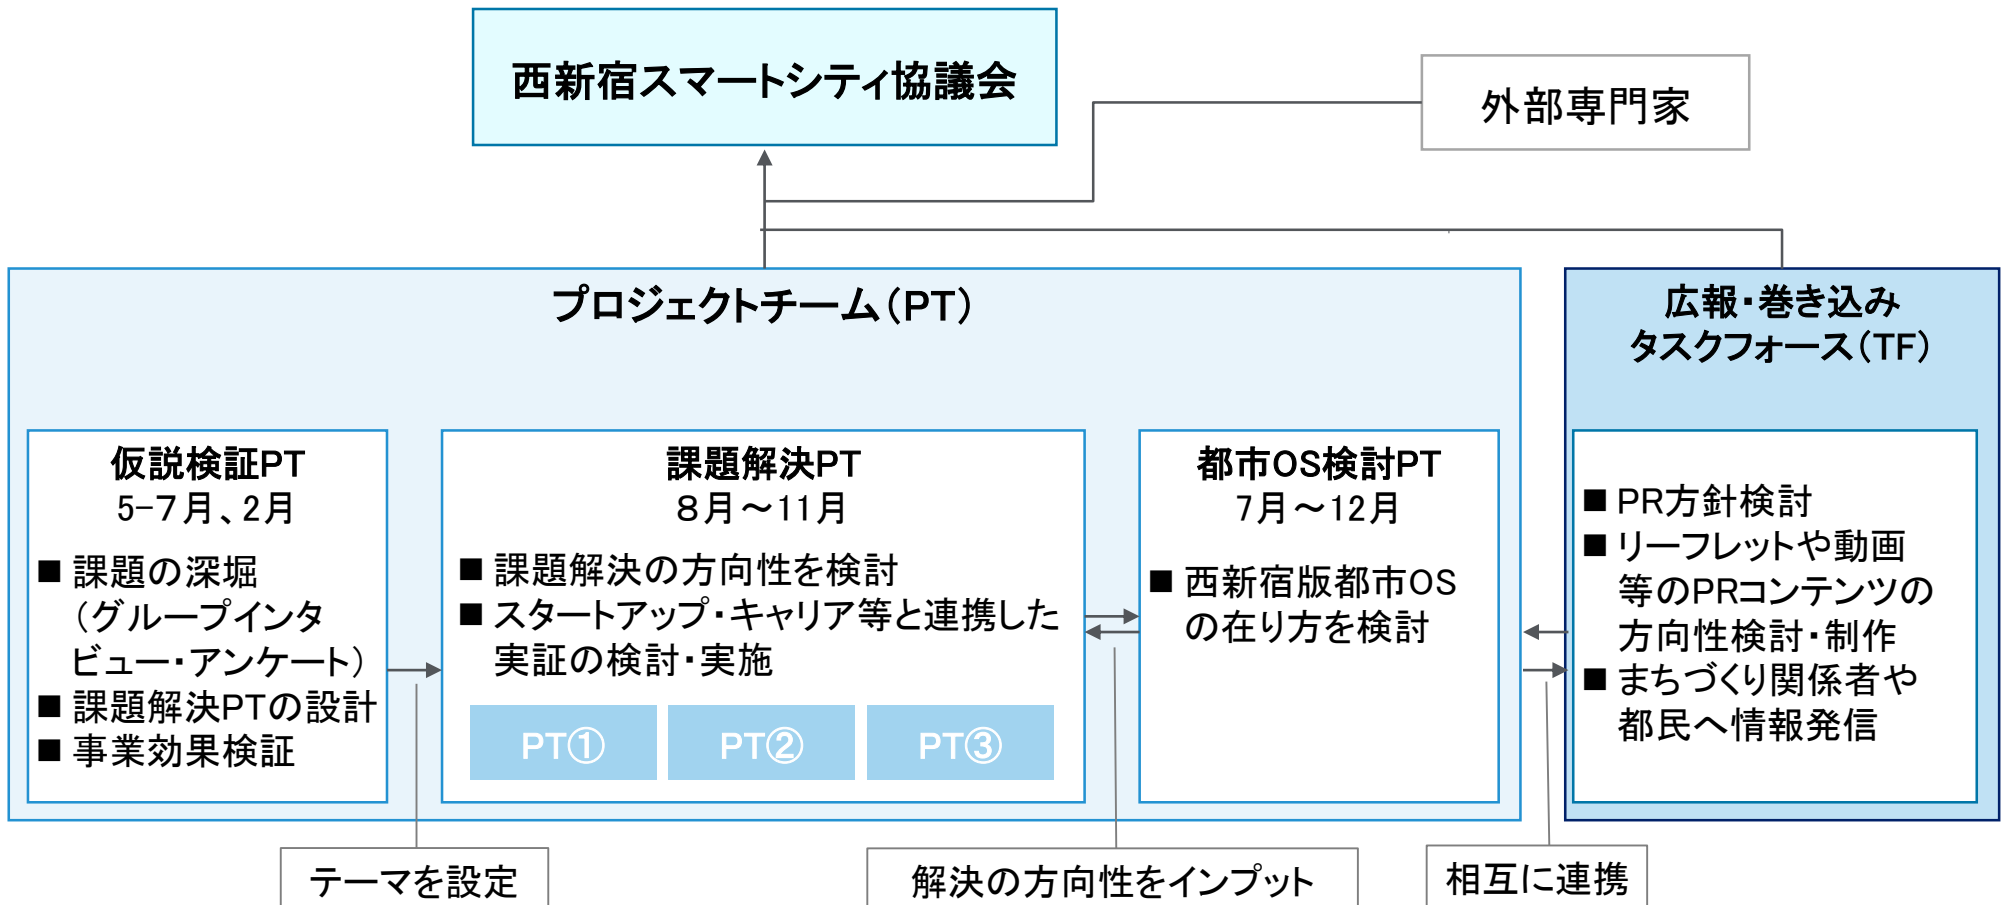 西新宿スマートシティ協議会
外部専門家
プロジェクトチーム(PT)
仮説検証PT
5-7月、2月
■ 課題の深堀
(グループインタ
ビュー・アンケート)
■ 課題解決PTの設計
■ 事業効果検証
課題解決PT
8月～11月
■ 課題解決の方向性を検討
■ スタートアップ・キャリア等と連携した
実証の検討・実施
PT①
PT②
PT③
都市OS検討PT
7月～12月
■ 西新宿版都市OS
の在り方を検討
広報・巻き込み
タスクフォース(TF)
■ PR方針検討
■ リーフレットや動画
等のPRコンテンツの
方向性検討・制作
■ まちづくり関係者や
都民へ情報発信
テーマを設定
解決の方向性をインプット
相互に連携